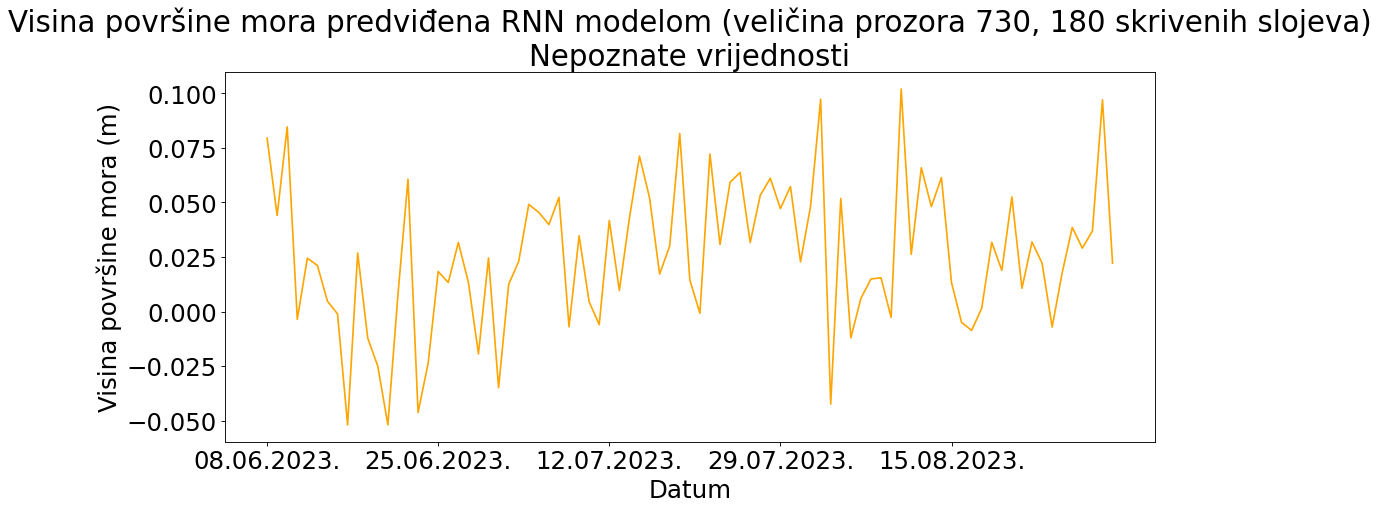 Visina površine mora predviđena RNN modelom (veličina prozora 730, 180 skrivenih slojeva)
Nepoznate vrijednosti
Visina površine mora (m)
0.100
0.075
0.050
0.025
0.000
−0.025
−0.050
08.06.2023. 25.06.2023. 12.07.2023. 29.07.2023. 15.08.2023.
Datum